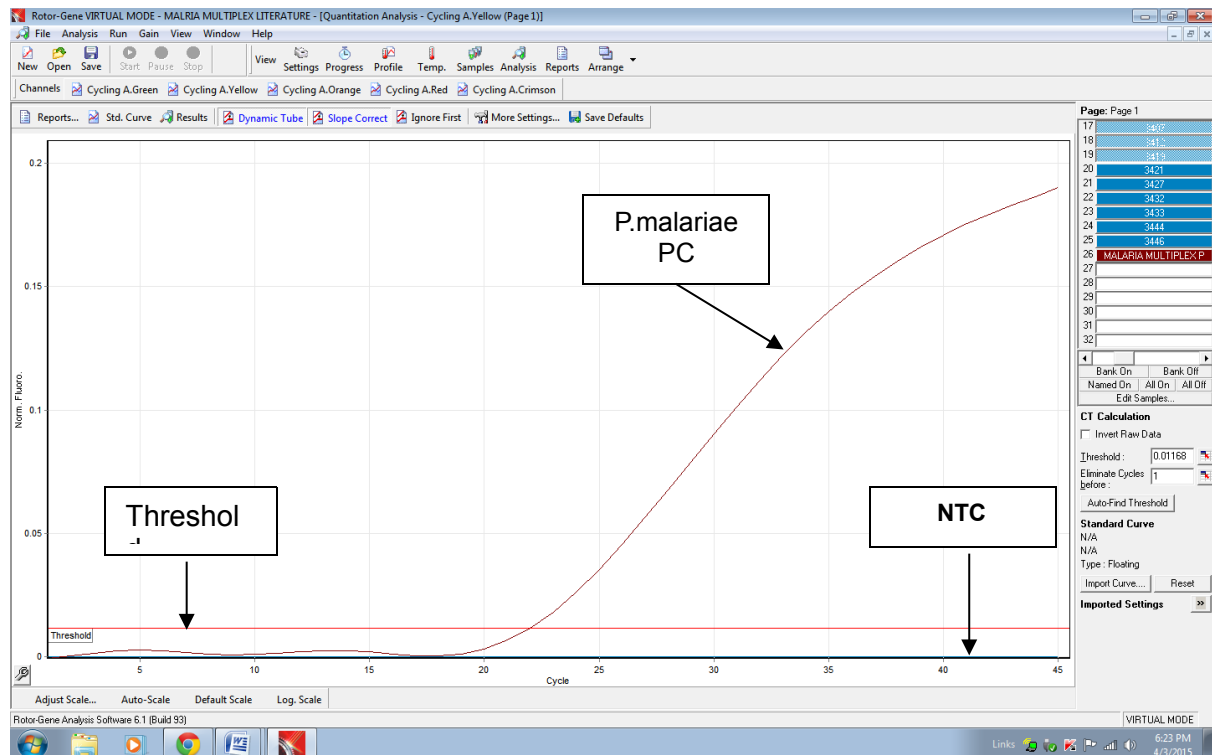 Rotor-Gene VIRTUAL MODE - MALRIA MULTIPLEX LITERATURE - [Quantitation Analysis - Cycling A.Yellow (Page 1)]
File Analysis Run Gain View Window Help
New Open Save Start Pause Stop View Settings Progress Profile Temp. Samples Analysis Reports Arrange
Channels Cycling A.Green Cycling A.Yellow Cycling A.Orange Cycling A.Red Cycling A.Crimson
Reports... Std. Curve Results Dynamic Tube Slope Correct Ignore First More Settings... Save Defaults
0.2
0.15
0.1
0.05
0
Norm. Fluoro.
P.malariae
PC
Threshol
NTC
Threshold
5 10 15 20 25 30 35 40 45
Cycle
Adjust Scale... Auto-Scale Default Scale Log. Scale
Page: Page 1
17 3407
18 3412
19 3419
20 3421
21 3427
22 3432
23 3433
24 3444
25 3446
26 MALARIA MULTIPLEX P
27
28
29
30
31
32
Bank On Bank Off
Named On All On All Off
Edit Samples...
CT Calculation
Invert Raw Data
Threshold : 0.01168
Eliminate Cycles
before : 1
Auto-Find Threshold
Standard Curve
N/A
N/A
Type : Floating
Import Curve.... Reset
Imported Settings >>
Rotor-Gene Analysis Software 6.1 (Build 93) VIRTUAL MODE
Links 6:23 PM
4/3/2015